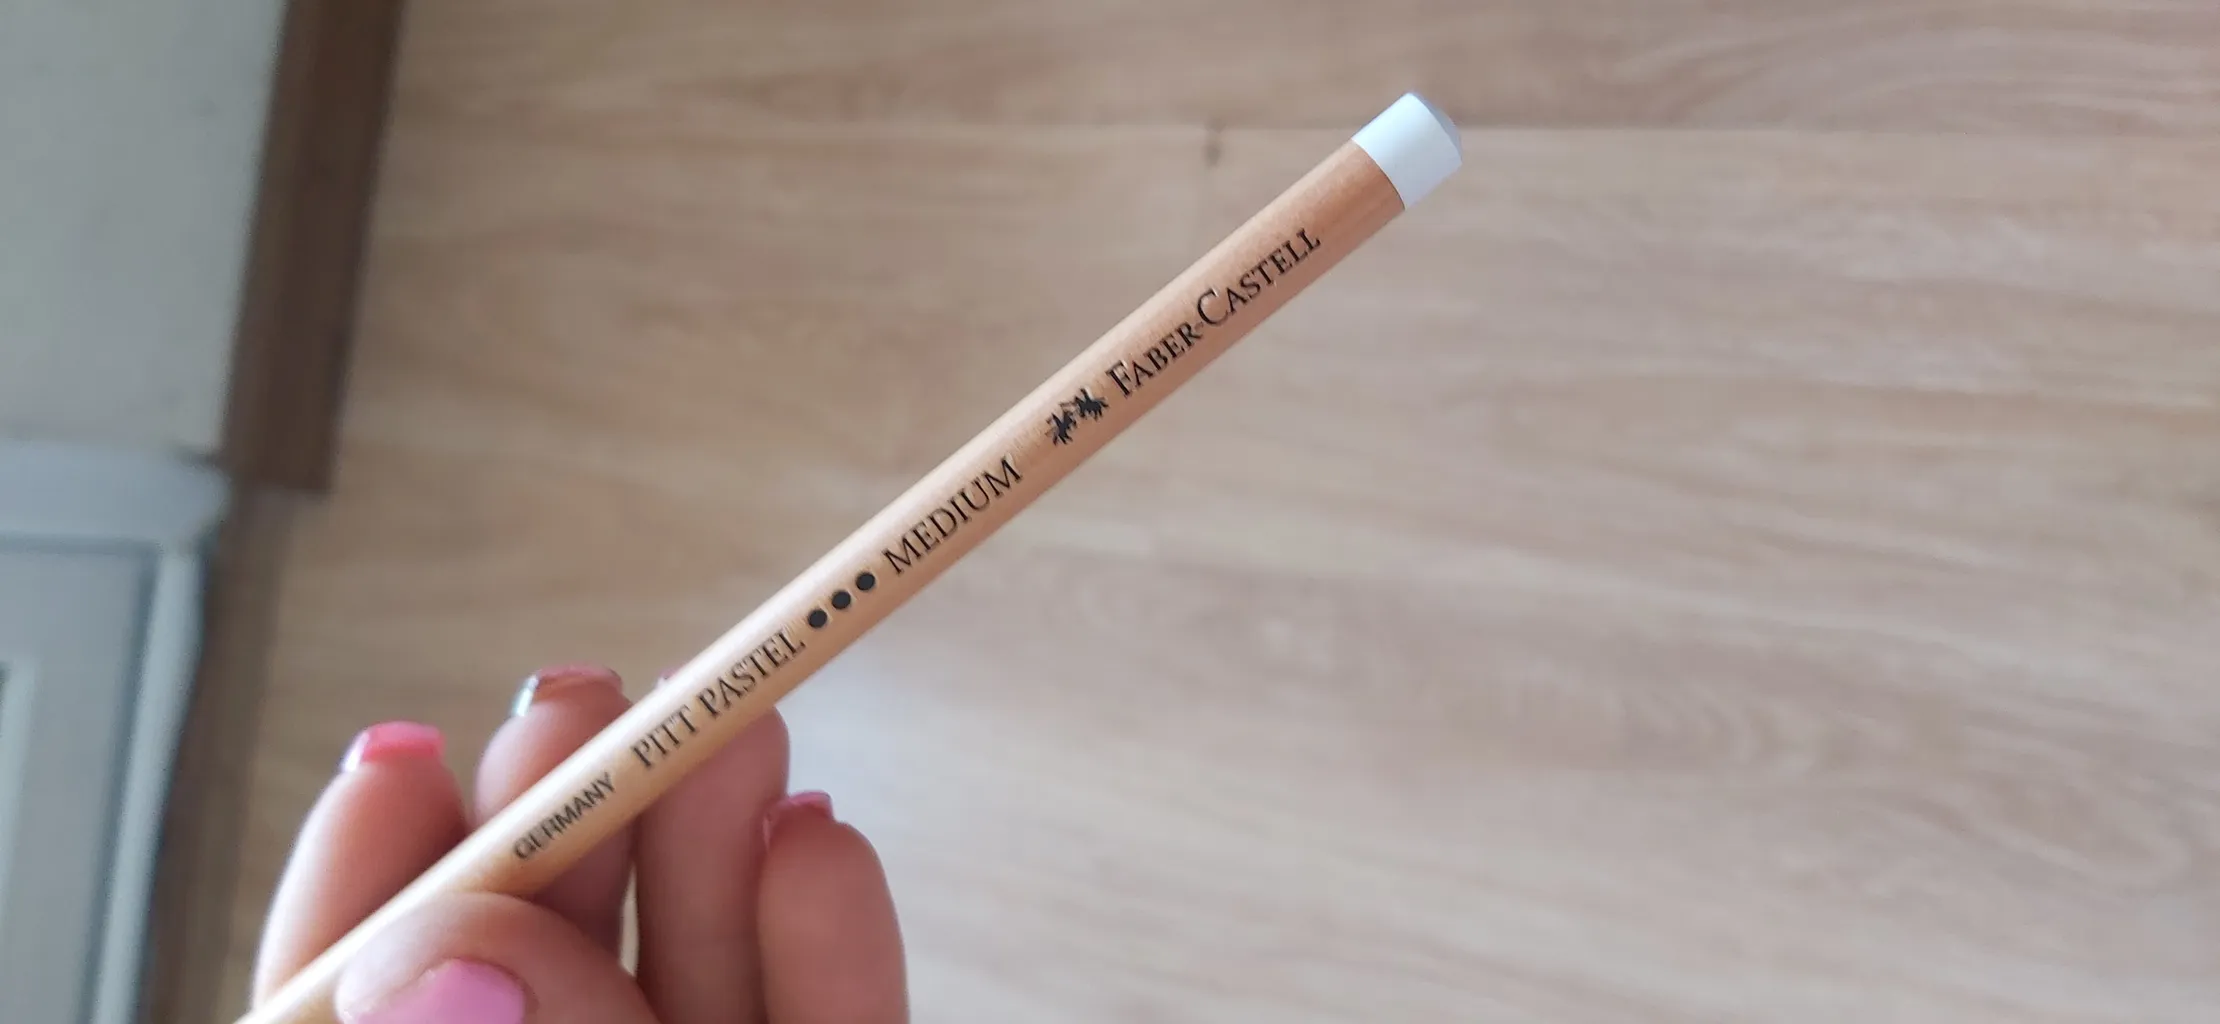 GERMANY PITT PASTEL ●●● MEDIUM FABER-CASTELL